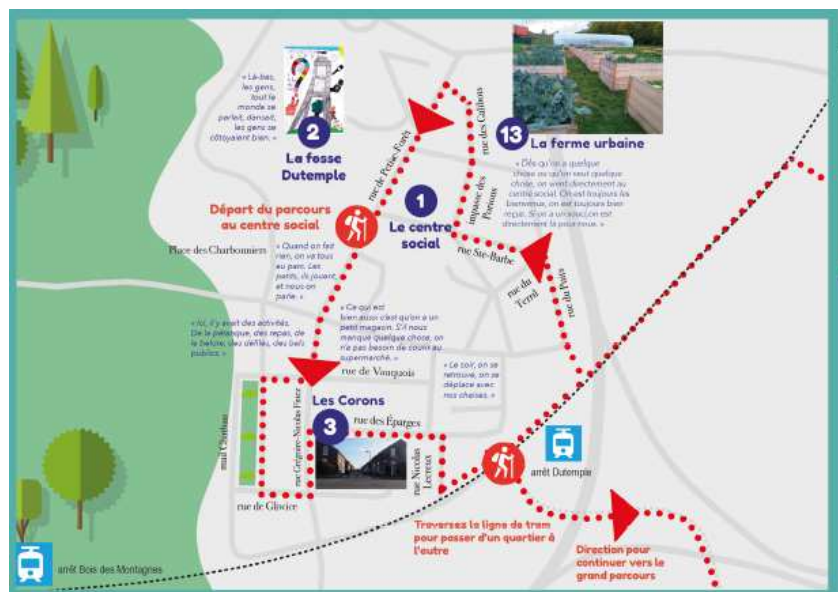 « Là-bas,
les gens,
tout le
monde se
parlait, dansait,
les gens se
côtoyaient bien. »
2
La fosse
Dutemple
rue de Petite-Forêt
rue des Calibous
13
La ferme urbaine
« Dès qu'on a quelque
chose ou qu'on veut quelque
chose, on vient directement au
centre social. On est toujours les
bienvenus, on est toujours bien
reçus. Si on a un souci, on est
directement là pour nous. »
impasse des
Porions
1
Le centre
social
Départ du parcours
au centre social
Place des Charbonniers
« Quand on fait
rien, on va tous
au parc. Les
petits, ils jouent,
et nous on
parle. »
rue Ste-Barbe
rue du
Terril
rue du Puits
« Ici, il y avait des activités.
De la pétanque, des repas, de
la belote, des défilés, des bals
publics. »
« Ce qui est
bien aussi c'est qu'on a un
petit magasin. S'il nous
manque quelque chose, on
n'a pas besoin de courir au
supermarché. »
rue de Vauquois
« Le soir, on se
retrouve, on se
déplace avec
nos chaises. »
Les Corons
3
rue des Éparges
rue Grégoire-Nicolas Finez
rue Nicolas
Lecreux
rue de Glorice
arrêt Dutemple
Traversez la ligne de tram
pour passer d'un quartier à
l'autre
Direction pour
continuer vers le
grand parcours
arrêt Bois des Montagnes